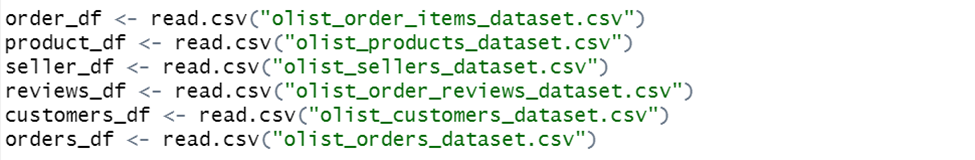 order_df <- read.csv("olist_order_items_dataset.csv")
product_df <- read.csv("olist_products_dataset.csv")
seller_df <- read.csv("olist_sellers_dataset.csv")
reviews_df <- read.csv("olist_order_reviews_dataset.csv")
customers_df <- read.csv("olist_customers_dataset.csv")
orders_df <- read.csv("olist_orders_dataset.csv")